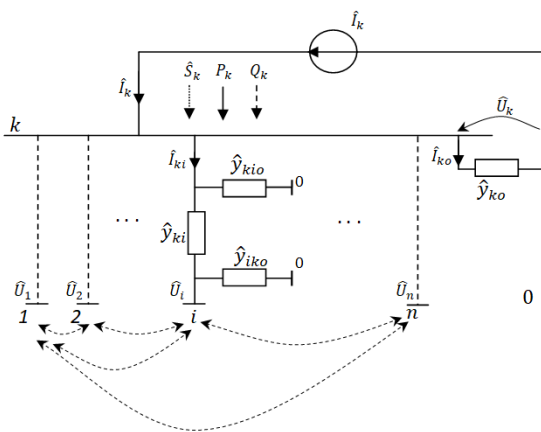 Î_k
Î_k Ŝ_k P_k Q_k
k Û_k
Î_ki Î_ko
ŷ_kio 0 ŷ_ko
... ŷ_ki ...
ŷ_iko 0
Û_1 Û_2 Û_i Û_n 0
1 2 i n